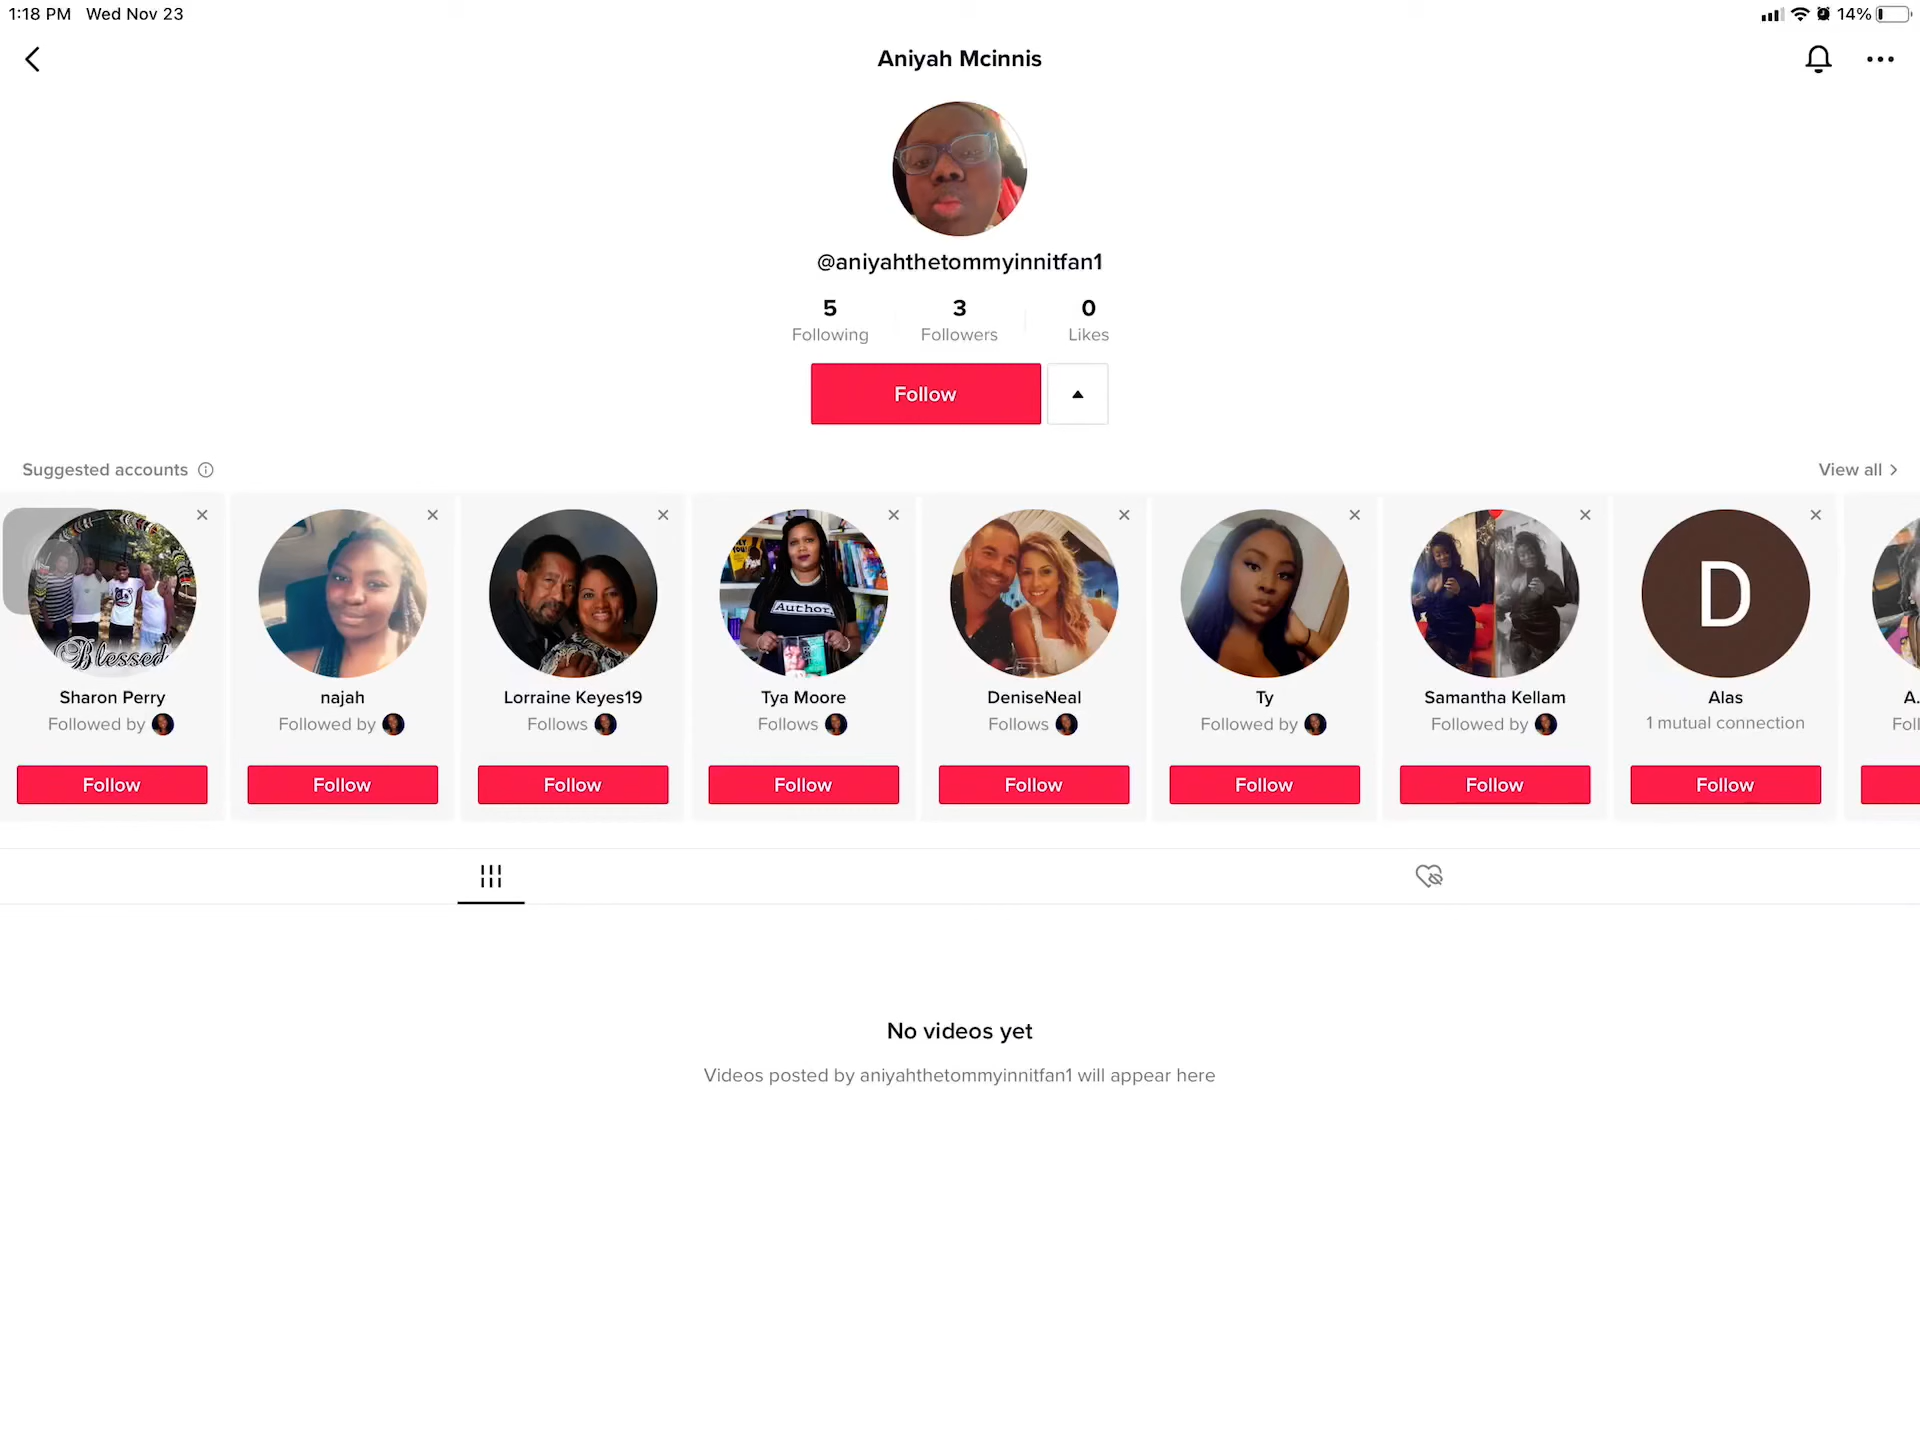 1:18 PM Wed Nov 23
14%
Aniyah Mcinnis
@aniyahthetommyinnitfan1
5 3 0
Following Followers Likes
Follow
Suggested accounts
View all
Blessed
Author.
D
Sharon Perry najah Lorraine Keyes19 Tya Moore DeniseNeal Ty Samantha Kellam Alas A.
Followed by Followed by Follows Follows Follows Followed by Followed by 1 mutual connection Foll
Follow Follow Follow Follow Follow Follow Follow Follow
No videos yet
Videos posted by aniyahthetommyinnitfan1 will appear here